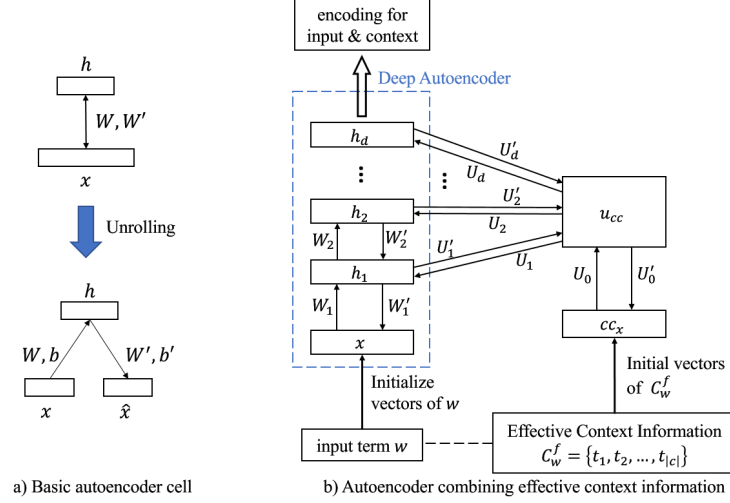 h
W, W′
x
Unrolling
h
W, b
W′, b′
x
x̂
a) Basic autoencoder cell
encoding for
input & context
Deep Autoencoder
h_d
U′_d
U_d
...
...
h_2
U′_2
U_2
u_cc
W_2
W′_2
U′_1
h_1
U_1
U_0
U′_0
W_1
W′_1
cc_x
x
Initialize
vectors of w
Initial vectors
of C_w^f
input term w
Effective Context Information
C_w^f = {t_1, t_2, ..., t_|c|}
b) Autoencoder combining effective context information